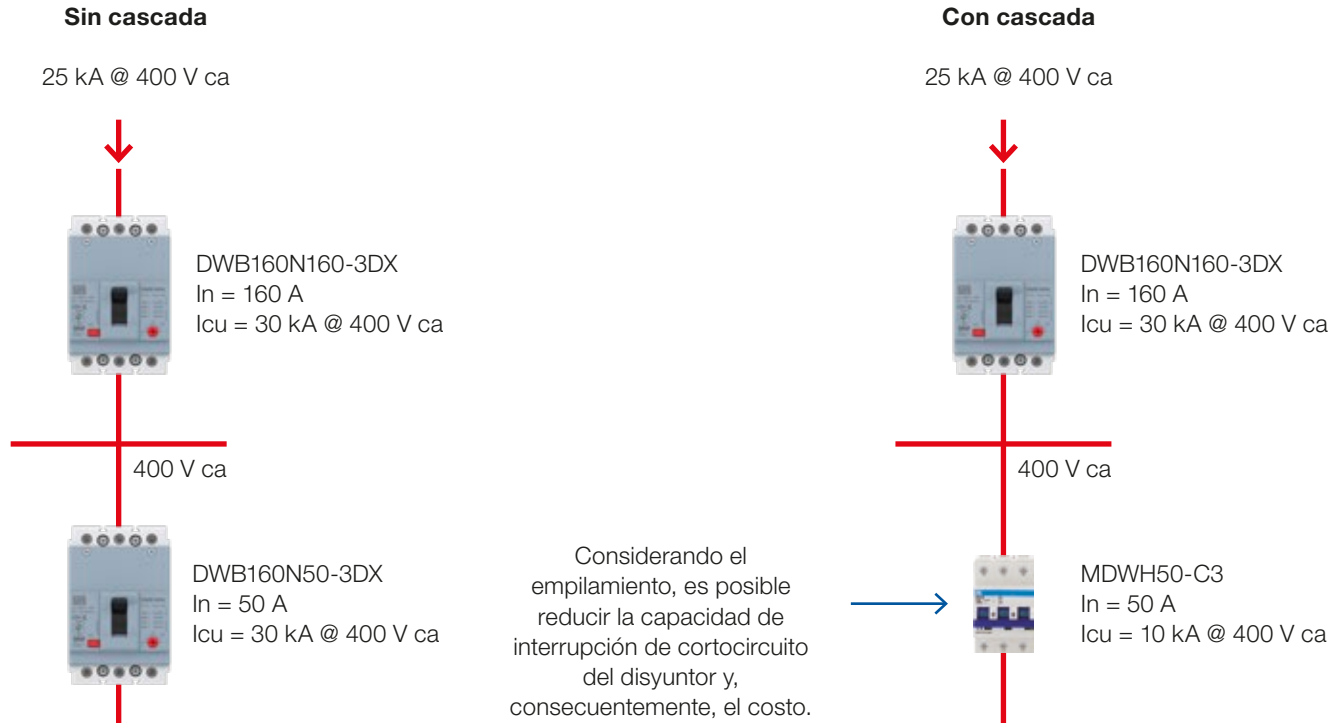 Sin cascada
25 kA @ 400 V ca
DWB160N160-3DX
In = 160 A
Icu = 30 kA @ 400 V ca
400 V ca
DWB160N50-3DX
In = 50 A
Icu = 30 kA @ 400 V ca
Considerando el
empilamiento, es posible
reducir la capacidad de
interrupción de cortocircuito
del disyuntor y,
consecuentemente, el costo.
Con cascada
25 kA @ 400 V ca
DWB160N160-3DX
In = 160 A
Icu = 30 kA @ 400 V ca
400 V ca
MDWH50-C3
In = 50 A
Icu = 10 kA @ 400 V ca